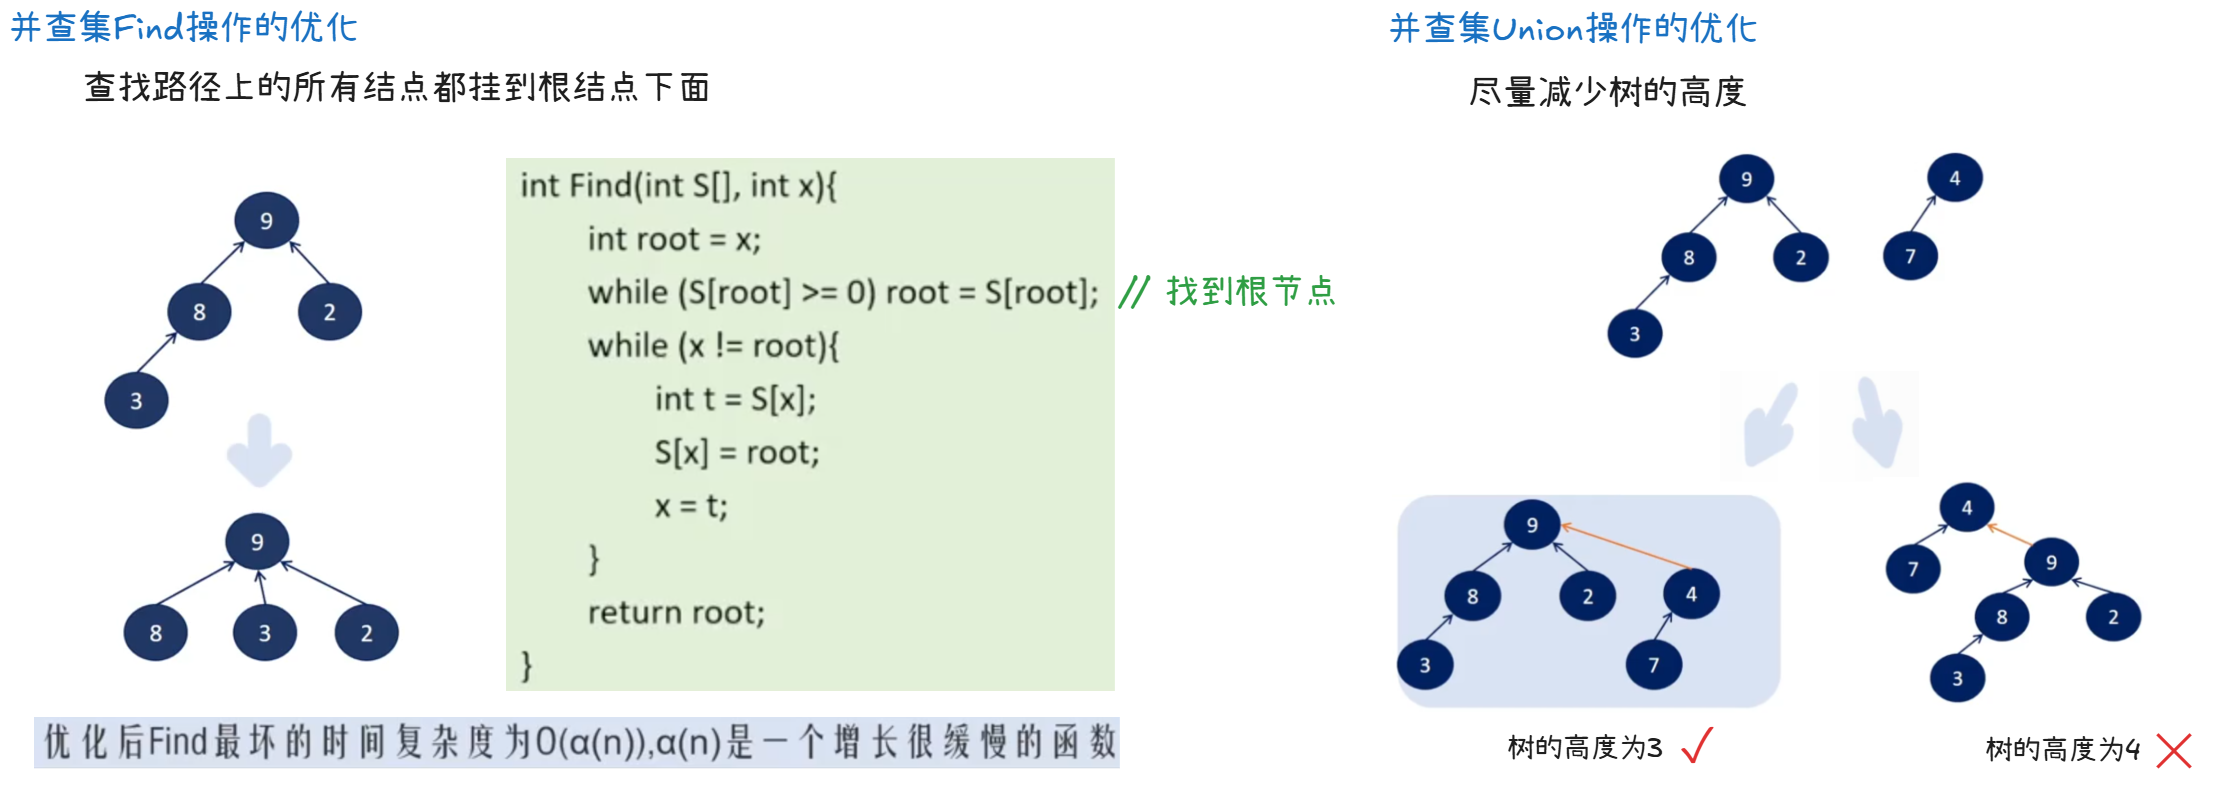 并查集Find操作的优化
查找路径上的所有结点都挂到根结点下面
9
8
2
3
9
8
3
2
int Find(int S[], int x){
int root = x;
while (S[root] >= 0) root = S[root]; // 找到根节点
while (x != root){
int t = S[x];
S[x] = root;
x = t;
}
return root;
}
优化后Find最坏的时间复杂度为O(α(n)),α(n)是一个增长很缓慢的函数
并查集Union操作的优化
尽量减少树的高度
9
4
8
2
7
3
9
8
2
4
3
7
树的高度为3
4
7
9
8
2
3
树的高度为4